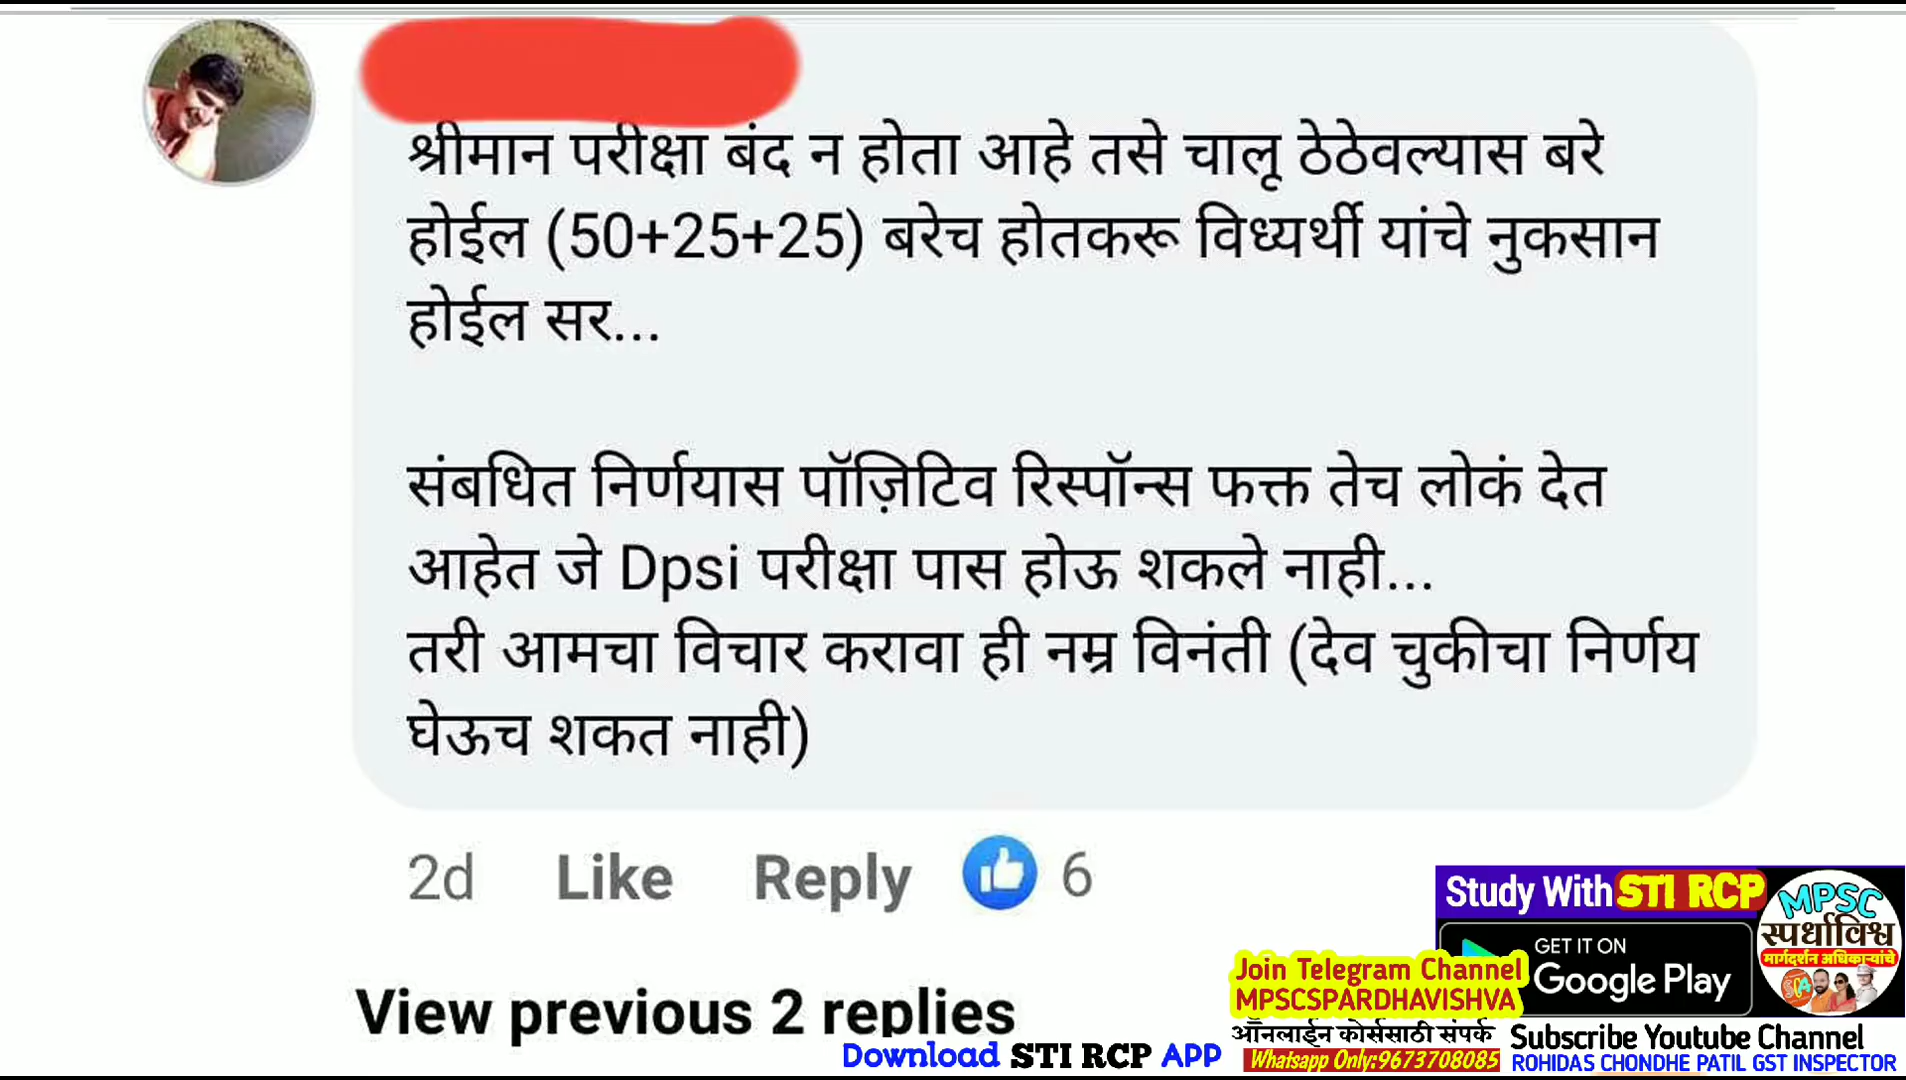 श्रीमान परीक्षा बंद न होता आहे तसे चालू ठेठेवल्यास बरे
होईल (50+25+25) बरेच होतकरू विध्यर्थी यांचे नुकसान
होईल सर...
संबधित निर्णयास पॉज़िटिव रिस्पॉन्स फक्त तेच लोकं देत
आहेत जे Dpsi परीक्षा पास होऊ शकले नाही...
तरी आमचा विचार करावा ही नम्र विनंती (देव चुकीचा निर्णय
घेऊच शकत नाही)
2d Like Reply 6
View previous 2 replies
Study With STI RCP
GET IT ON
Google Play
MPSC
स्पर्धाविश्व
मार्गदर्शन अधिकाऱ्यांचे
Join Telegram Channel
MPSCSPARDHAVISHVA
ऑनलाईन कोर्ससाठी संपर्क
Whatsapp Only:9673708085
Download STI RCP APP
Subscribe Youtube Channel
ROHIDAS CHONDHE PATIL GST INSPECTOR